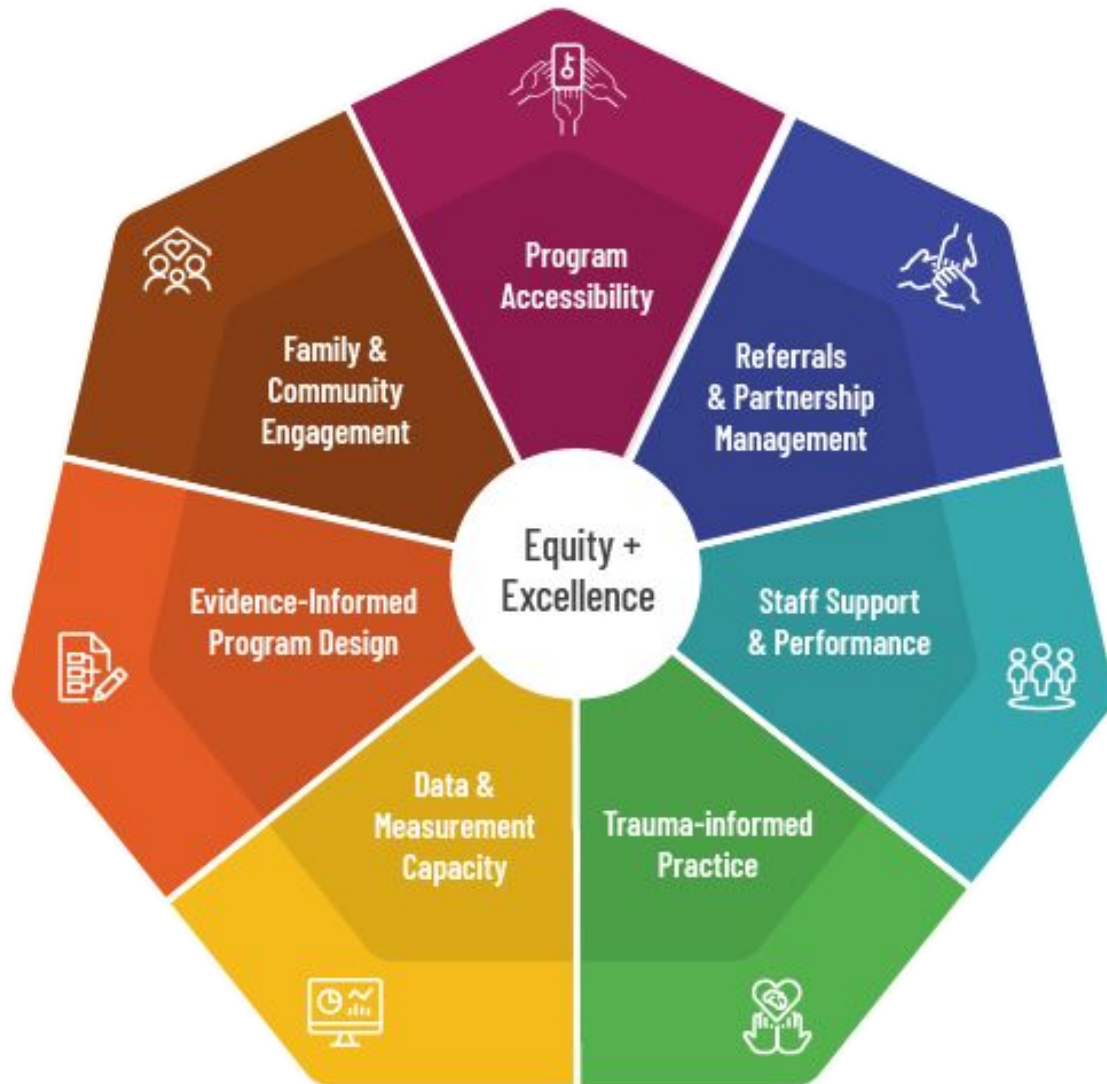 Program
Accessibility
Referrals
& Partnership
Management
Staff Support
& Performance
Trauma-informed
Practice
Data &
Measurement
Capacity
Evidence-Informed
Program Design
Family &
Community
Engagement
Equity +
Excellence